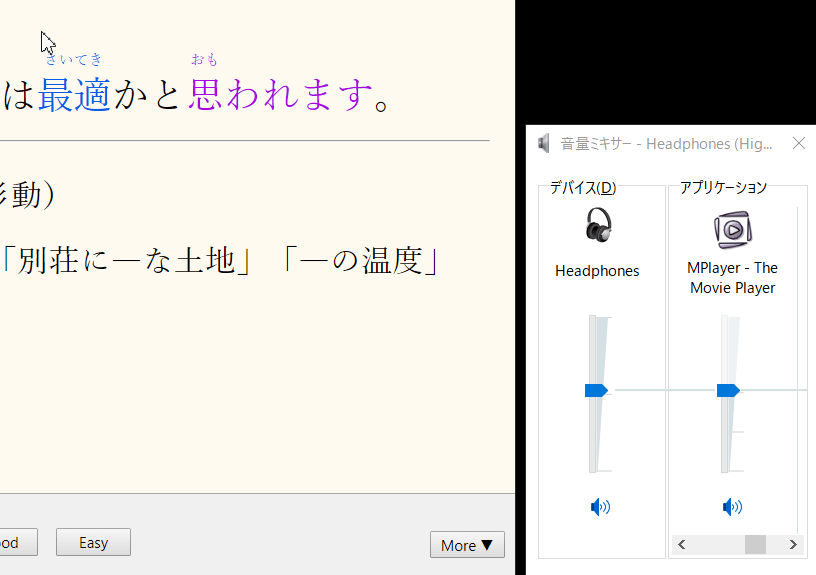 さいてき おも
は最適かと思われます。
動）
「別荘に―な土地」「―の温度」
Easy
More ▼
音量ミキサー - Headphones (Hig...
デバイス(D)
Headphones
アプリケーション
MPlayer - The
Movie Player